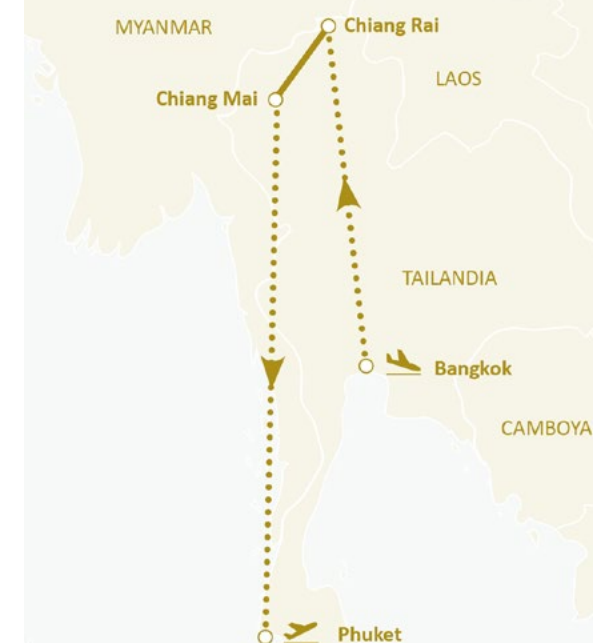 MYANMAR
Chiang Rai
LAOS
Chiang Mai
TAILANDIA
Bangkok
CAMBOYA
Phuket